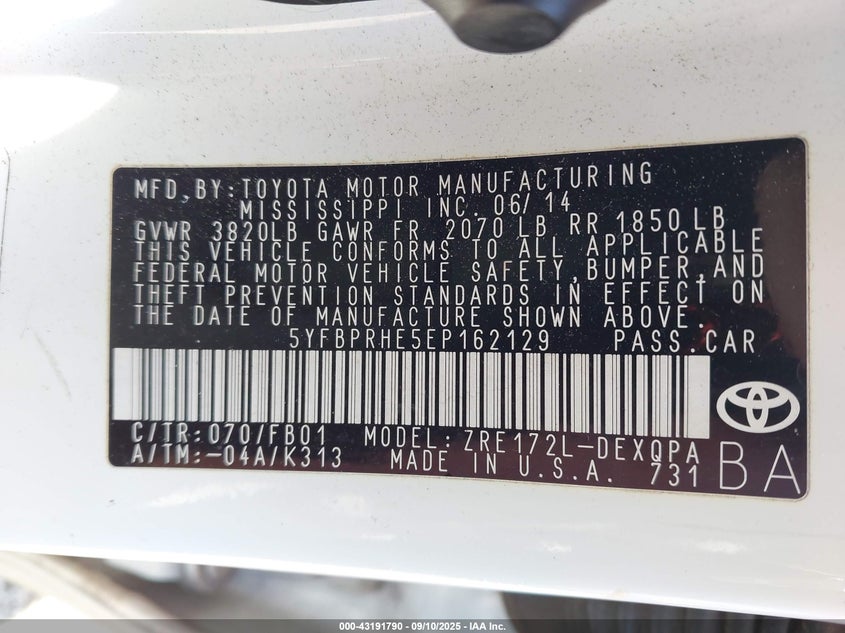 MFD.BY:TOYOTA MOTOR MANUFACTURING
MISSISSIPPI INC. 06/14
GVWR 3820LB GAWR FR 2070 LB RR 1850LB
THIS VEHICLE CONFORMS TO ALL APPLICABLE
FEDERAL MOTOR VEHICLE SAFETY,BUMPER,AND
THEFT PREVENTION STANDARDS IN EFFECT ON
THE DATE OF MANUFACTURE SHOWN ABOVE.
5YFBPRHE5EP162129 PASS.CAR
C/TR:070/FB01 MODEL:ZRE172L-DEXQPA
A/TM:-04A/K313 MADE IN U.S.A. 731 BA
000-43191790 - 09/10/2025 - IAA Inc.